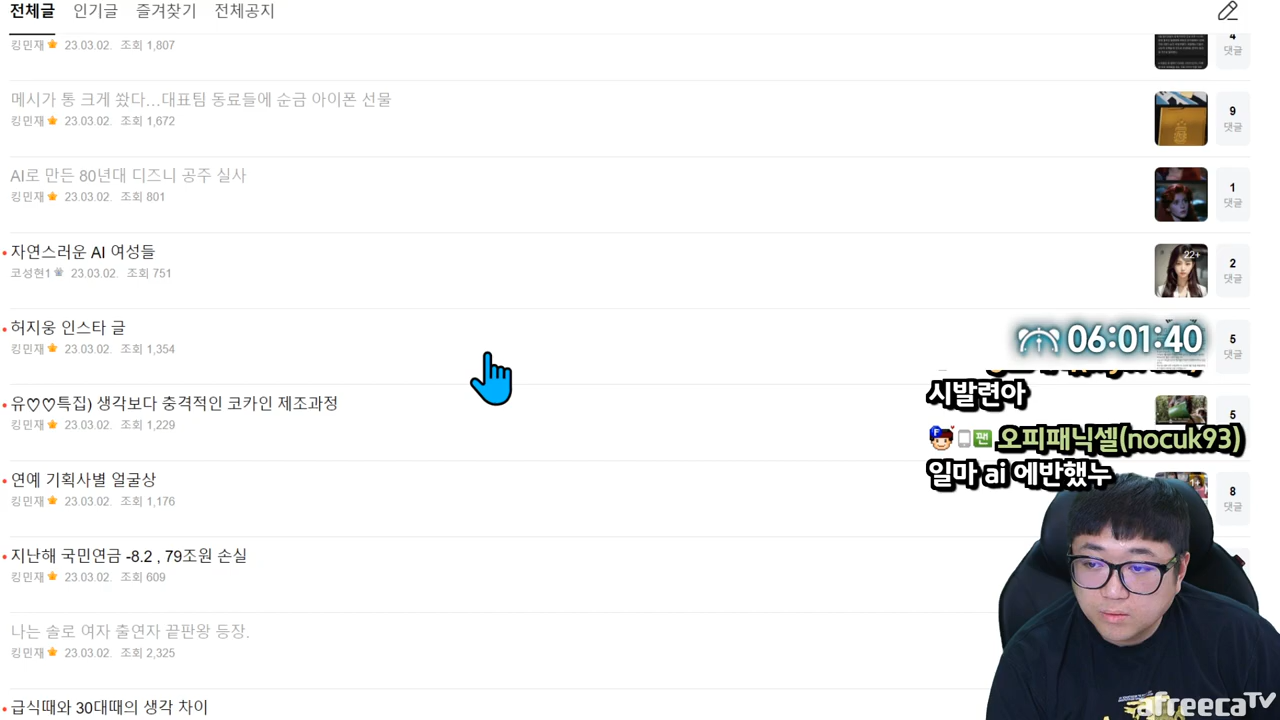 전체글 인기글 즐겨찾기 전체공지
킹민재 23.03.02. 조회 1,807
4
댓글
메시가 통 크게 쐈다…대표팀 동료들에 순금 아이폰 선물
킹민재 23.03.02. 조회 1,672
9
댓글
AI로 만든 80년대 디즈니 공주 실사
킹민재 23.03.02. 조회 801
1
댓글
자연스러운 AI 여성들
코성현1 23.03.02. 조회 751
22+
2
댓글
허지웅 인스타 글
킹민재 23.03.02. 조회 1,354
06:01:40
5
댓글
시발련아
유♡♡특집) 생각보다 충격적인 코카인 제조과정
킹민재 23.03.02. 조회 1,229
5
댓글
F 팬 오피패닉셀(nocuk93)
일마 ai 에반했누
연예 기획사별 얼굴상
킹민재 23.03.02. 조회 1,176
1+
8
댓글
지난해 국민연금 -8.2 , 79조원 손실
킹민재 23.03.02. 조회 609
나는 솔로 여자 출연자 끝판왕 등장.
킹민재 23.03.02. 조회 2,325
급식때와 30대때의 생각 차이
afreecaTV